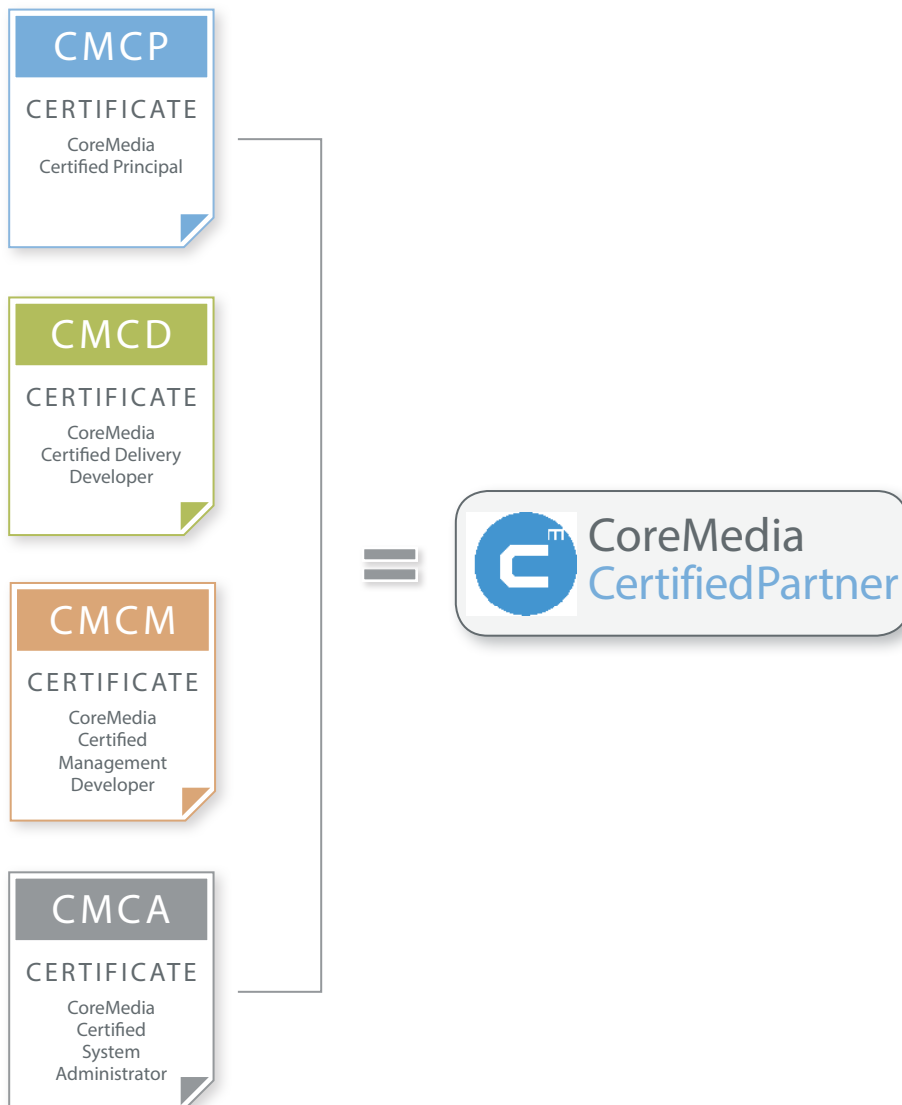 CMCP
CERTIFICATE
CoreMedia
Certified Principal
CMCD
CERTIFICATE
CoreMedia
Certified Delivery
Developer
CMCM
CERTIFICATE
CoreMedia
Certified
Management
Developer
CMCA
CERTIFICATE
CoreMedia
Certified
System
Administrator
=
C m
CoreMedia
CertifiedPartner